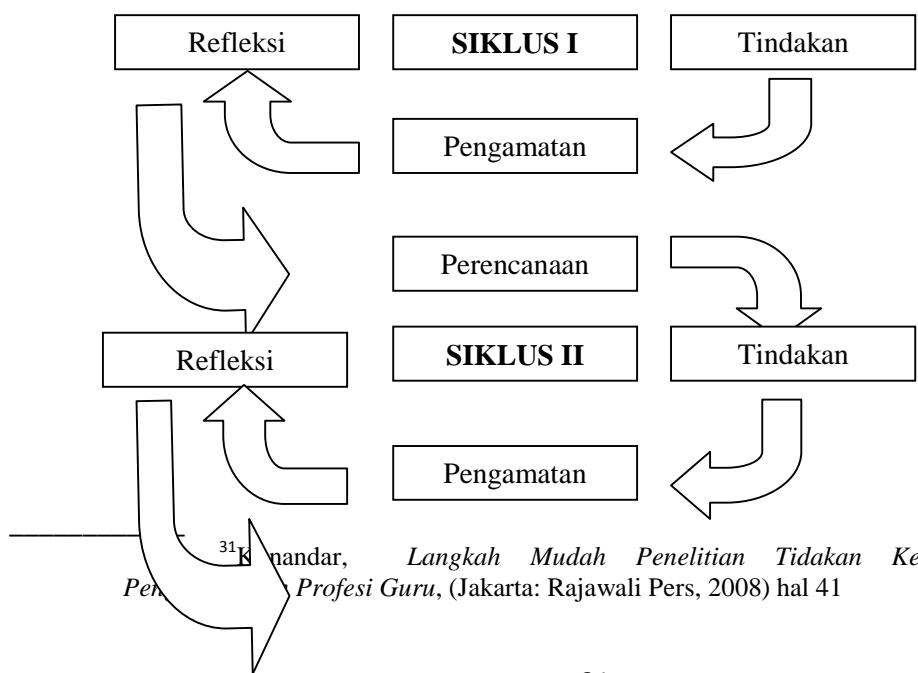 Refleksi SIKLUS I Tindakan
Pengamatan
Perencanaan
Refleksi SIKLUS II Tindakan
Pengamatan
31 Langkah Mudah Penelitian Tidakan
Profesi Guru, (Jakarta: Rajawali Pers, 2008) hal 41